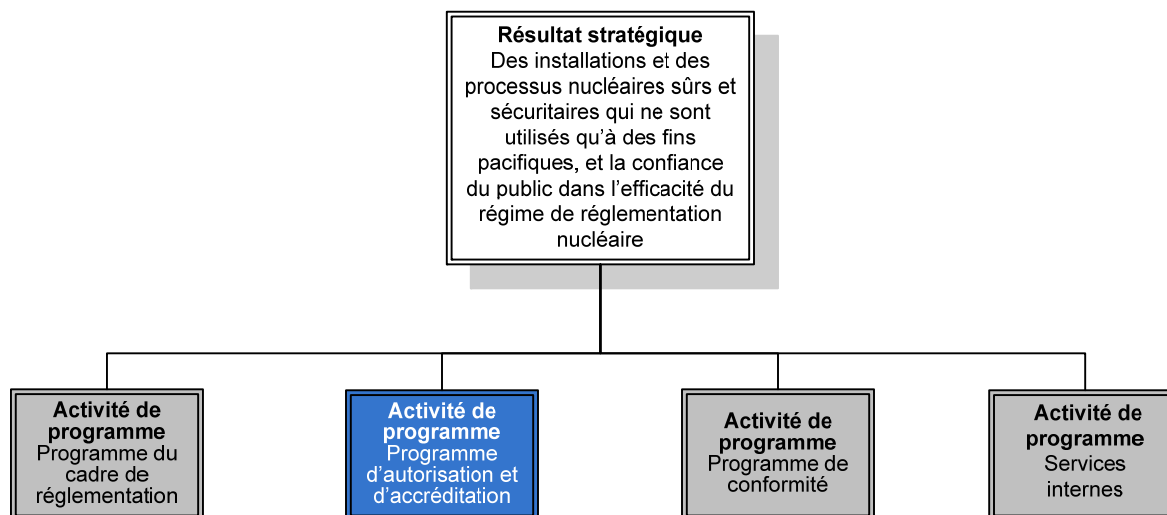 Résultat stratégique
Des installations et des
processus nucléaires sûrs et
sécuritaires qui ne sont
utilisés qu’à des fins
pacifiques, et la confiance
du public dans l’efficacité du
régime de réglementation
nucléaire
Activité de
programme
Programme du
cadre de
réglementation
Activité de
programme
Programme
d’autorisation et
d’accréditation
Activité de
programme
Programme de
conformité
Activité de
programme
Services
internes